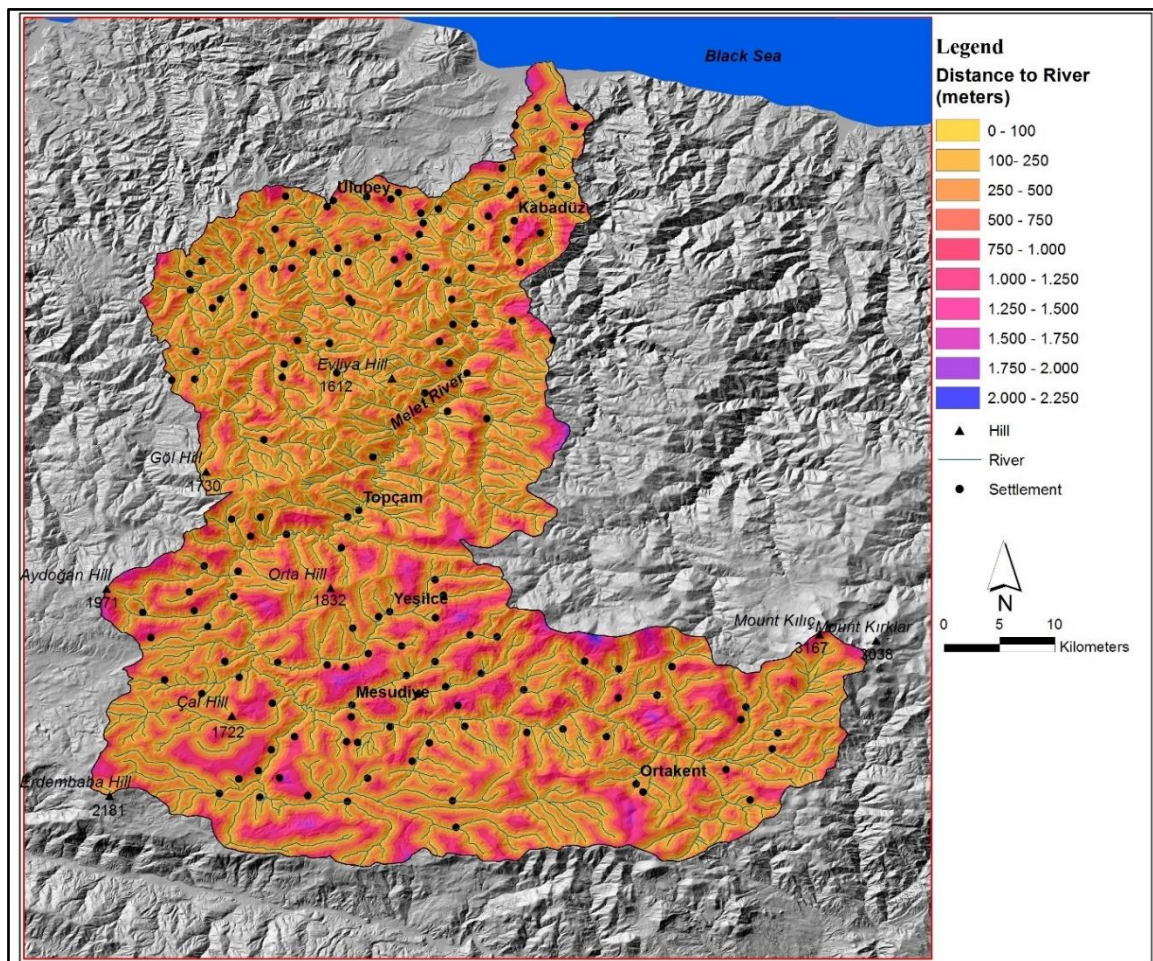 Black Sea
Legend
Distance to River
(meters)
0 - 100
100- 250
250 - 500
500 - 750
750 - 1.000
1.000 - 1.250
1.250 - 1.500
1.500 - 1.750
1.750 - 2.000
2.000 - 2.250
Hill
River
Settlement
N
0 5 10
Kilometers
Ulubey
Kabadüz
Evliya Hill
1612
Melet River
Göl Hill
1730
Topçam
Aydoğan Hill
1971
Orta Hill
1832
Yeşilce
Mount Kılıç
3167
Mount Kırklar
3038
Mesudiye
Çal Hill
1722
Ortakent
Erdembaba Hill
2181